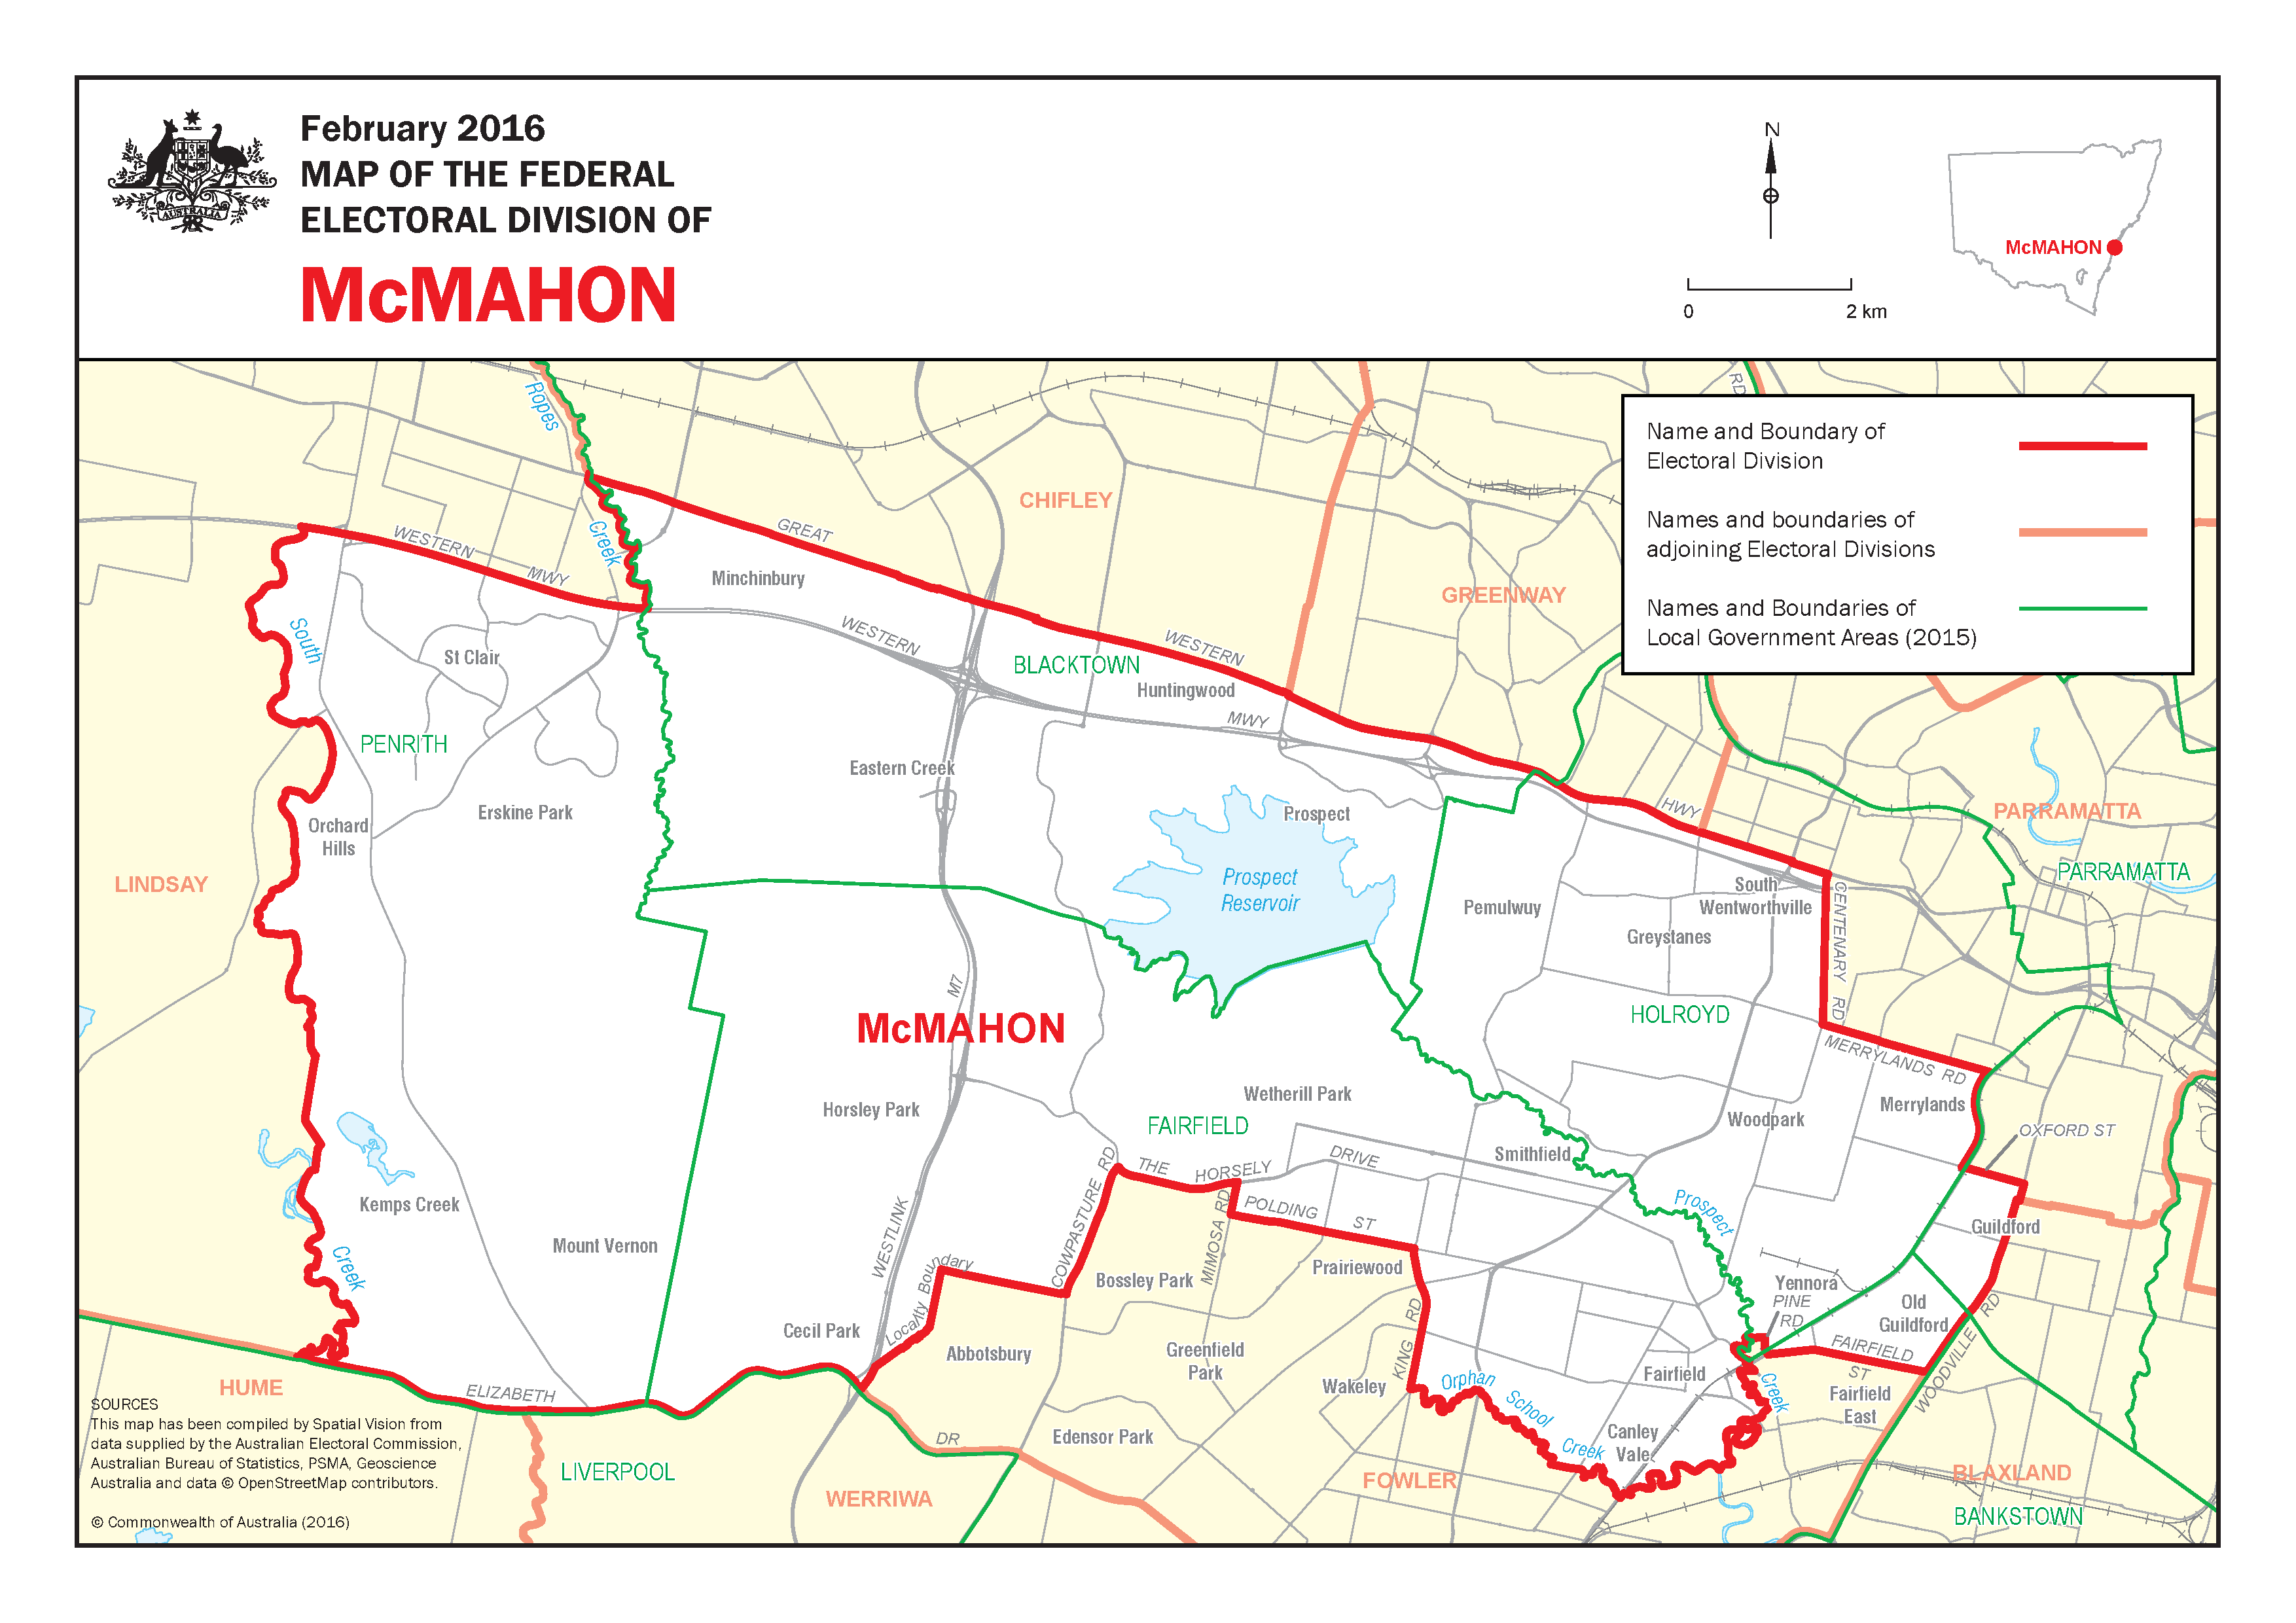 February 2016
MAP OF THE FEDERAL
ELECTORAL DIVISION OF
McMAHON
AUSTRALIA
N
0
2 km
McMAHON
Name and Boundary of
Electoral Division
Names and boundaries of
adjoining Electoral Divisions
Names and Boundaries of
Local Government Areas (2015)
RD
Ropes
Creek
CHIFLEY
GREENWAY
WESTERN
MWY
GREAT
Minchinbury
WESTERN
WESTERN
BLACKTOWN
Huntingwood
MWY
South
St Clair
PENRITH
Eastern Creek
Erskine Park
Orchard
Hills
Prospect
HWY
PARRAMATTA
PARRAMATTA
LINDSAY
Prospect
Reservoir
Pemulwuy
South
Wentworthville
Greystanes
CENTENARY
RD
M7
McMAHON
HOLROYD
MERRYLANDS RD
Wetherill Park
Horsley Park
FAIRFIELD
Merrylands
Woodpark
OXFORD ST
Smithfield
THE
HORSELY
DRIVE
COWPASTURE RD
Kemps Creek
Creek
Mount Vernon
WESTLINK
Locality Boundary
MIMOSA RD
POLDING
ST
Prospect
Guildford
Bossley Park
Prairiewood
Yennora
PINE
RD
Old
Guildford
Cecil Park
Abbotsbury
Greenfield
Park
KING RD
Wakeley
Orphan
School
Creek
Fairfield
Creek
FAIRFIELD
ST
Fairfield
East
WOODVILLE RD
Canley
Vale
HUME
ELIZABETH
DR
Edensor Park
LIVERPOOL
WERRIWA
FOWLER
BLAXLAND
BANKSTOWN
SOURCES
This map has been compiled by Spatial Vision from
data supplied by the Australian Electoral Commission,
Australian Bureau of Statistics, PSMA, Geoscience
Australia and data © OpenStreetMap contributors.
© Commonwealth of Australia (2016)